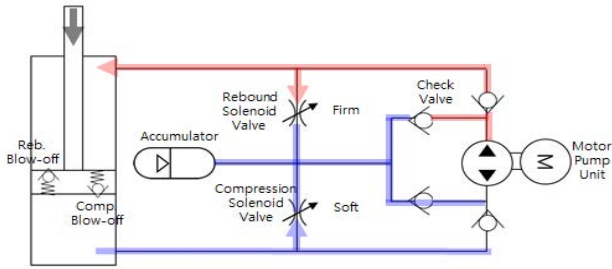 Check
Valve
Rebound
Solenoid
Valve
Firm
Accumulator
Reb.
Blow-off
Motor
Pump
Unit
M
Comp.
Blow-off
Compression
Solenoid
Valve
Soft